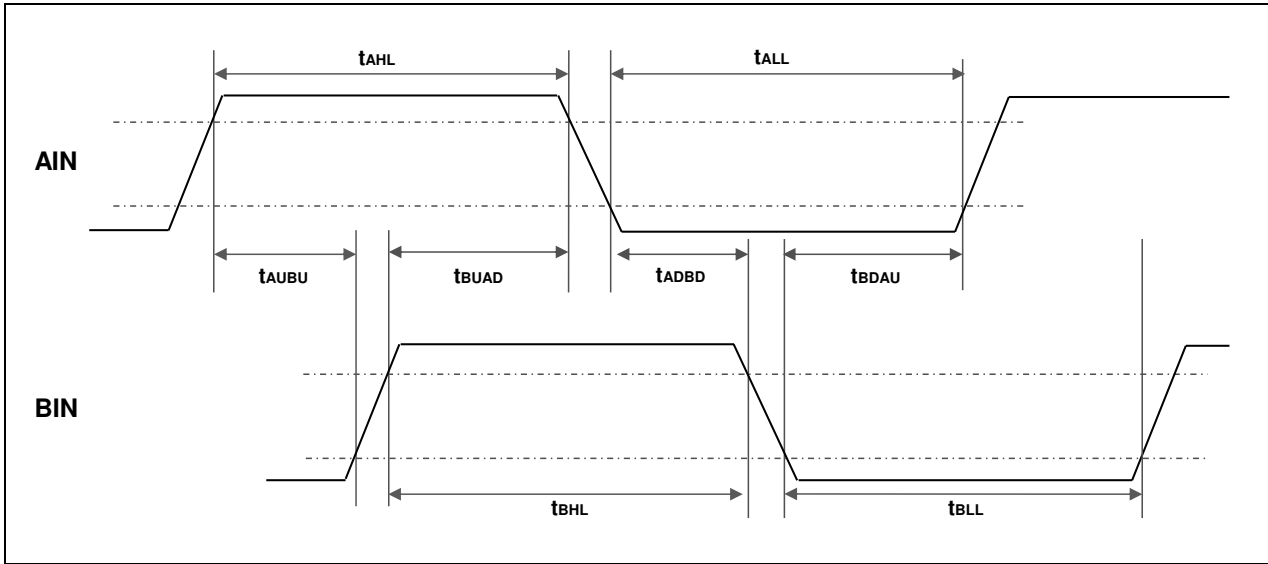 tAHL
tALL
AIN
tAUBU
tBUAD
tADBD
tBDAU
BIN
tBHL
tBLL